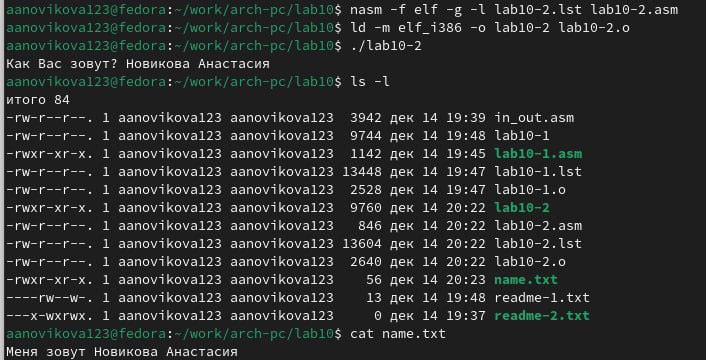 aanovikova123@fedora:~/work/arch-pc/lab10$ nasm -f elf -g -l lab10-2.lst lab10-2.asm
aanovikova123@fedora:~/work/arch-pc/lab10$ ld -m elf_i386 -o lab10-2 lab10-2.o
aanovikova123@fedora:~/work/arch-pc/lab10$ ./lab10-2
Как Вас зовут? Новикова Анастасия
aanovikova123@fedora:~/work/arch-pc/lab10$ ls -l
итого 84
-rw-r--r--. 1 aanovikova123 aanovikova123  3942 дек 14 19:39 in_out.asm
-rw-r--r--. 1 aanovikova123 aanovikova123  9744 дек 14 19:48 lab10-1
-rwxr-xr-x. 1 aanovikova123 aanovikova123  1142 дек 14 19:45 lab10-1.asm
-rw-r--r--. 1 aanovikova123 aanovikova123 13448 дек 14 19:47 lab10-1.lst
-rw-r--r--. 1 aanovikova123 aanovikova123  2528 дек 14 19:47 lab10-1.o
-rwxr-xr-x. 1 aanovikova123 aanovikova123  9760 дек 14 20:22 lab10-2
-rw-r--r--. 1 aanovikova123 aanovikova123   846 дек 14 20:22 lab10-2.asm
-rw-r--r--. 1 aanovikova123 aanovikova123 13604 дек 14 20:22 lab10-2.lst
-rw-r--r--. 1 aanovikova123 aanovikova123  2640 дек 14 20:22 lab10-2.o
-rwxr-xr-x. 1 aanovikova123 aanovikova123    56 дек 14 20:23 name.txt
----rw--w-. 1 aanovikova123 aanovikova123    13 дек 14 19:48 readme-1.txt
---x-wxrwx. 1 aanovikova123 aanovikova123     0 дек 14 19:37 readme-2.txt
aanovikova123@fedora:~/work/arch-pc/lab10$ cat name.txt
Меня зовут Новикова Анастасия